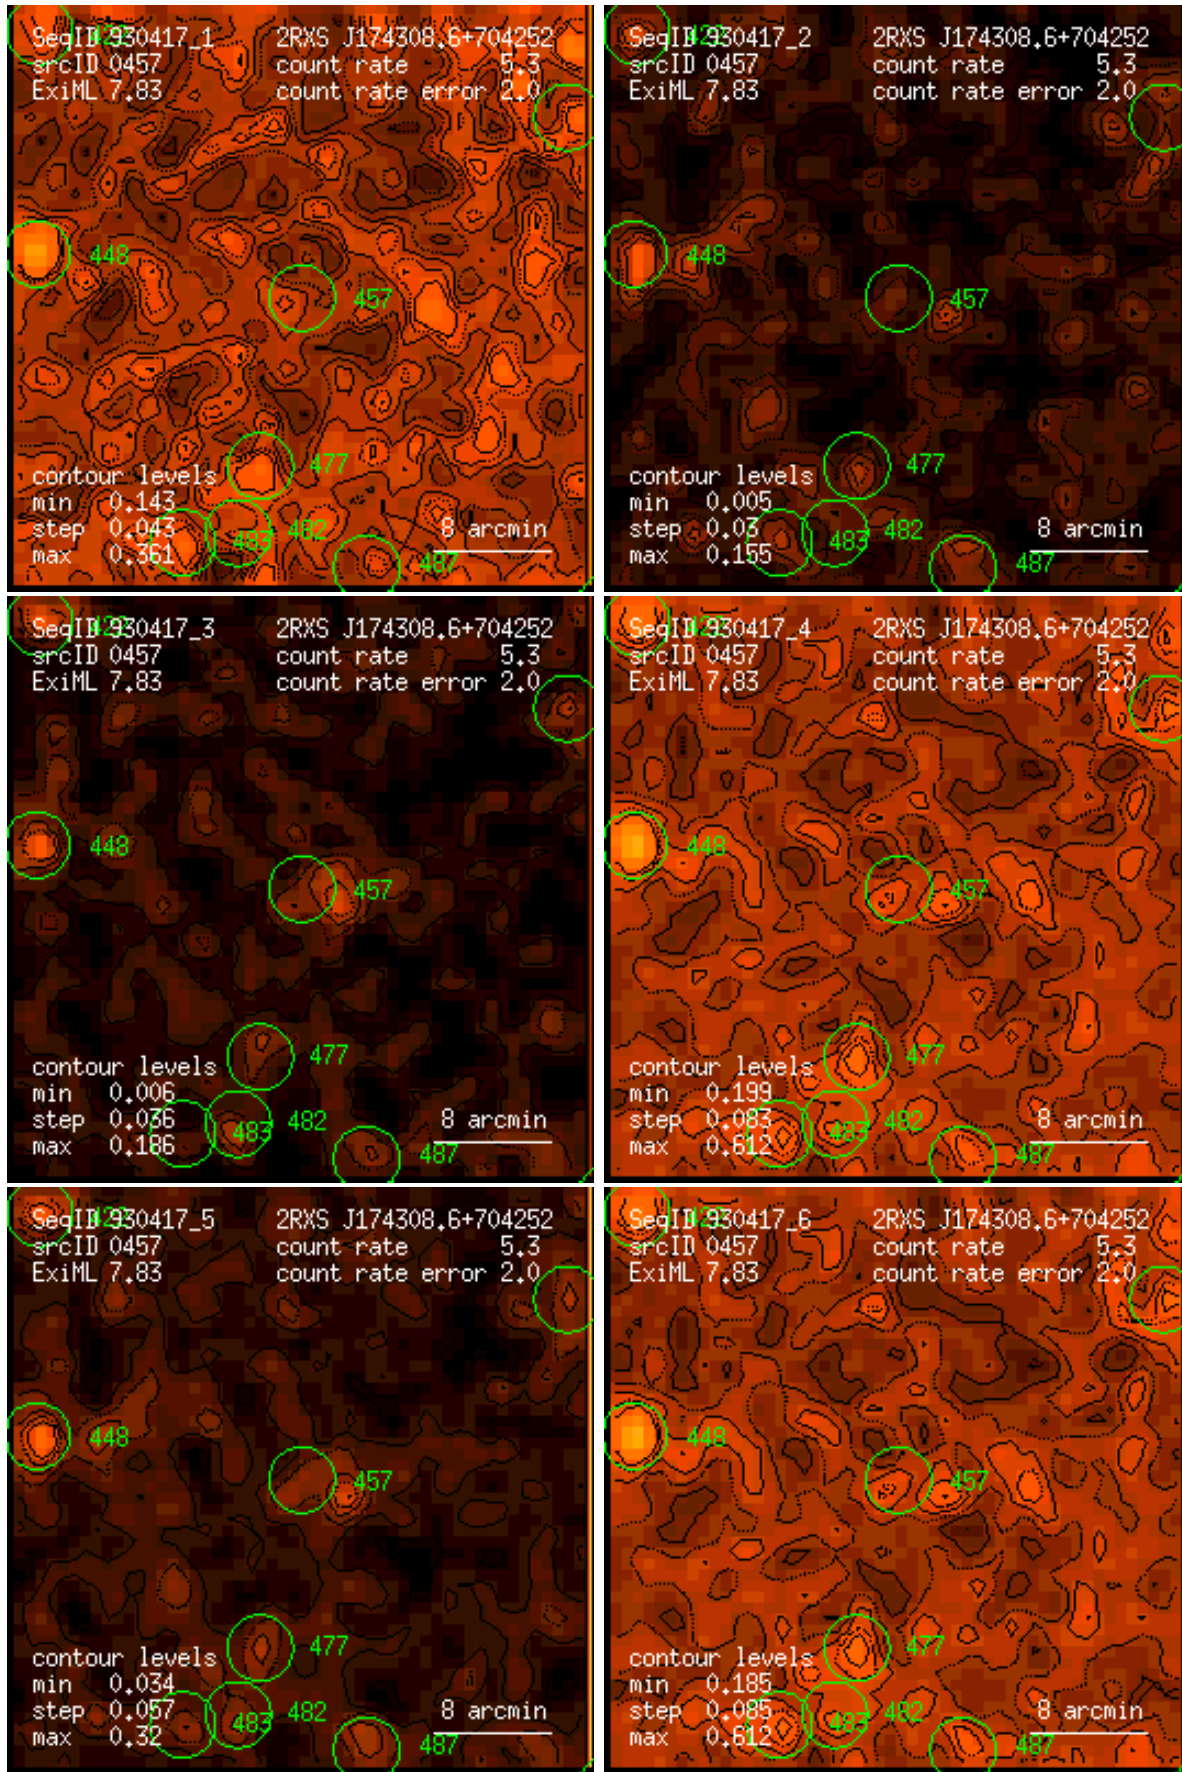 SeqID 930417_1 2RXS J174308.6+704252
srcID 0457 count rate 5.3
ExiML 7.83 count rate error 2.0
448
457
477
contour levels
min 0.143
step 0.043 483 482 8 arcmin
max 0.361 487
SeqID 930417_2 2RXS J174308.6+704252
srcID 0457 count rate 5.3
ExiML 7.83 count rate error 2.0
448
457
477
contour levels
min 0.005
step 0.03 483 482 8 arcmin
max 0.155 487
SeqID 930417_3 2RXS J174308.6+704252
srcID 0457 count rate 5.3
ExiML 7.83 count rate error 2.0
448
457
477
contour levels
min 0.006
step 0.036 483 482 8 arcmin
max 0.186 487
SeqID 930417_4 2RXS J174308.6+704252
srcID 0457 count rate 5.3
ExiML 7.83 count rate error 2.0
448
457
477
contour levels
min 0.199
step 0.083 483 482 8 arcmin
max 0.612 487
SeqID 930417_5 2RXS J174308.6+704252
srcID 0457 count rate 5.3
ExiML 7.83 count rate error 2.0
448
457
477
contour levels
min 0.034
step 0.057 483 482 8 arcmin
max 0.32 487
SeqID 930417_6 2RXS J174308.6+704252
srcID 0457 count rate 5.3
ExiML 7.83 count rate error 2.0
448
457
477
contour levels
min 0.185
step 0.085 483 482 8 arcmin
max 0.612 487